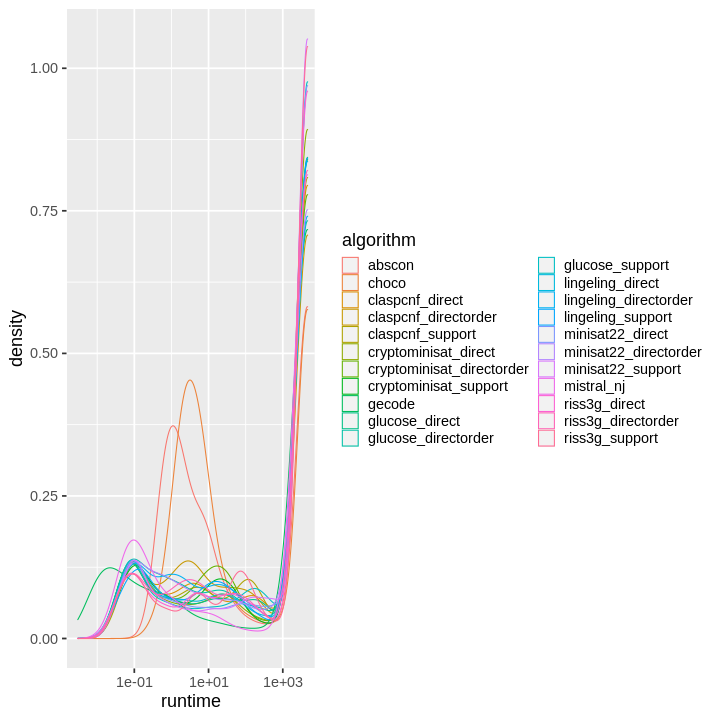 1.00
0.75
0.50
0.25
0.00
density
1e-01
1e+01
1e+03
runtime
algorithm
abscon
choco
claspcnf_direct
claspcnf_directorder
claspcnf_support
cryptominisat_direct
cryptominisat_directorder
cryptominisat_support
gecode
glucose_direct
glucose_directorder
glucose_support
lingeling_direct
lingeling_directorder
lingeling_support
minisat22_direct
minisat22_directorder
minisat22_support
mistral_nj
riss3g_direct
riss3g_directorder
riss3g_support